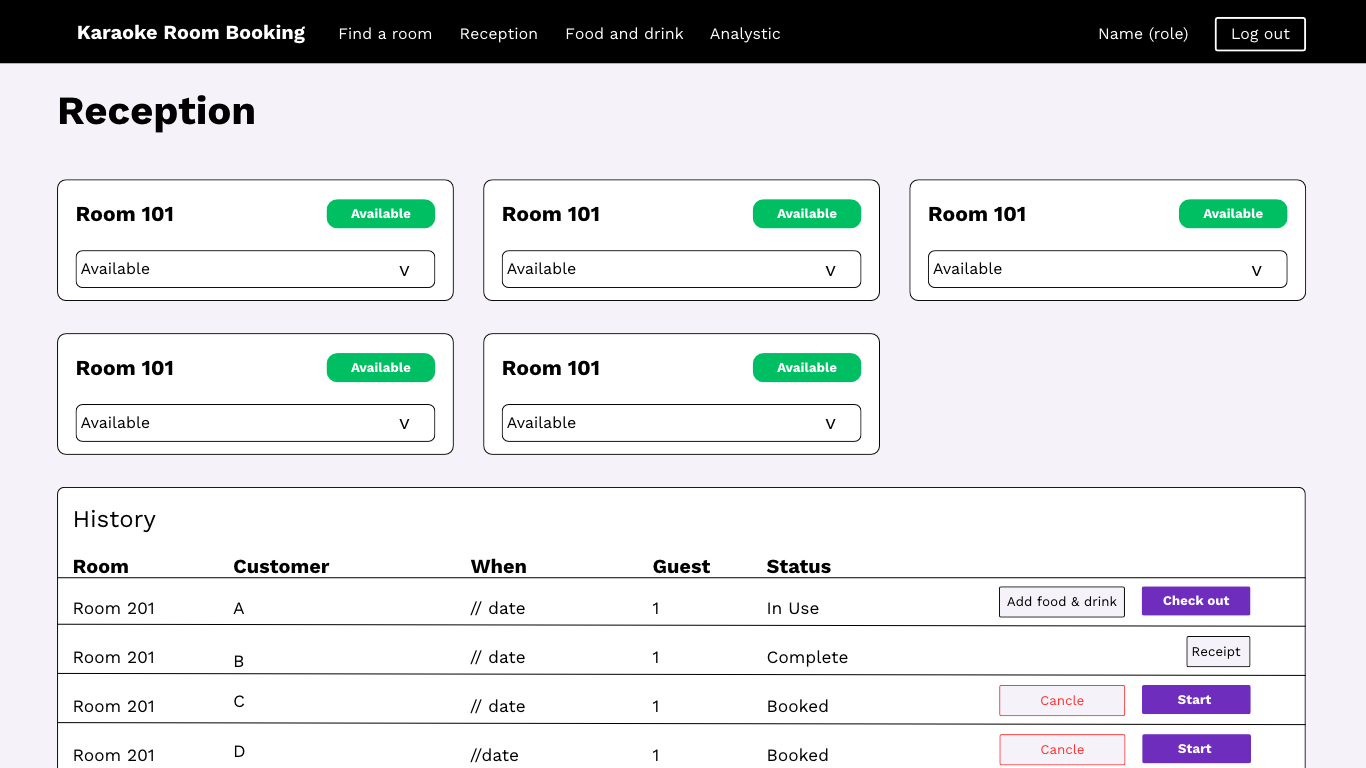 Karaoke Room Booking Find a room Reception Food and drink Analystic Name (role) Log out
Reception
Room 101 Available Room 101 Available Room 101 Available
Available V Available V Available V
Room 101 Available Room 101 Available
Available V Available V
History
Room Customer When Guest Status
Room 201 A // date 1 In Use Add food & drink Check out
Room 201 B // date 1 Complete Receipt
Room 201 C // date 1 Booked Cancle Start
Room 201 D //date 1 Booked Cancle Start